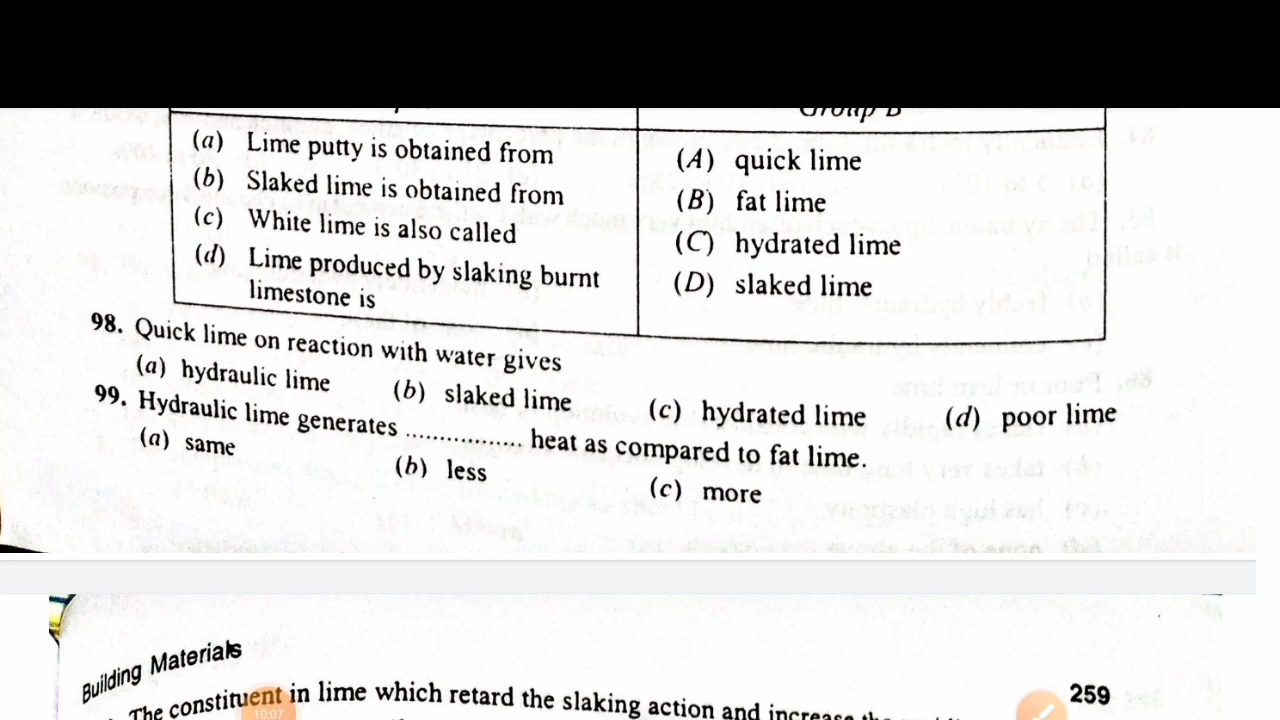 Group B
(a) Lime putty is obtained from
(b) Slaked lime is obtained from
(c) White lime is also called
(d) Lime produced by slaking burnt
limestone is
(A) quick lime
(B) fat lime
(C) hydrated lime
(D) slaked lime
98. Quick lime on reaction with water gives
(a) hydraulic lime (b) slaked lime (c) hydrated lime (d) poor lime
99. Hydraulic lime generates ................. heat as compared to fat lime.
(a) same (b) less (c) more
Building Materials 259
The constituent in lime which retard the slaking action and increase the
10:07